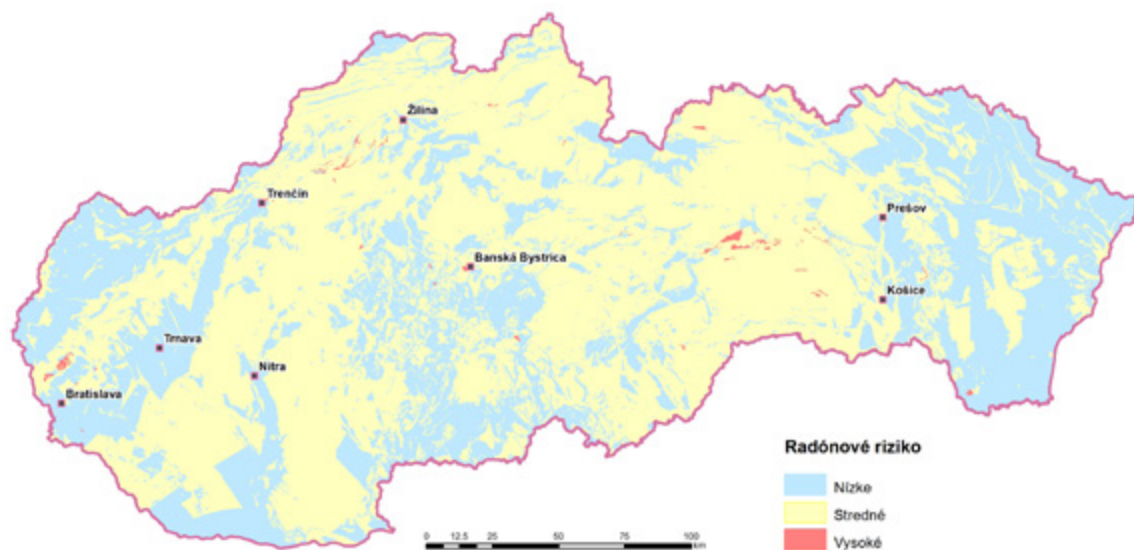 Žilina
Trenčín
Prešov
Banská Bystrica
Košice
Trnava
Nitra
Bratislava
Radónové riziko
Nízke
Stredné
Vysoké
0 12.5 25 50 75 100
km